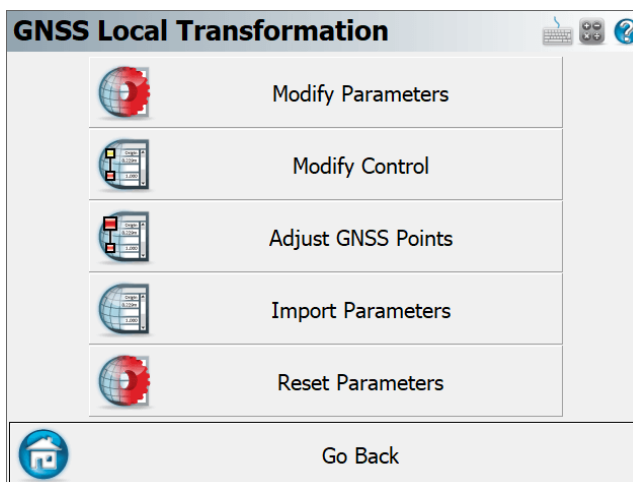 GNSS Local Transformation
Modify Parameters
Modify Control
Adjust GNSS Points
Import Parameters
Reset Parameters
Go Back